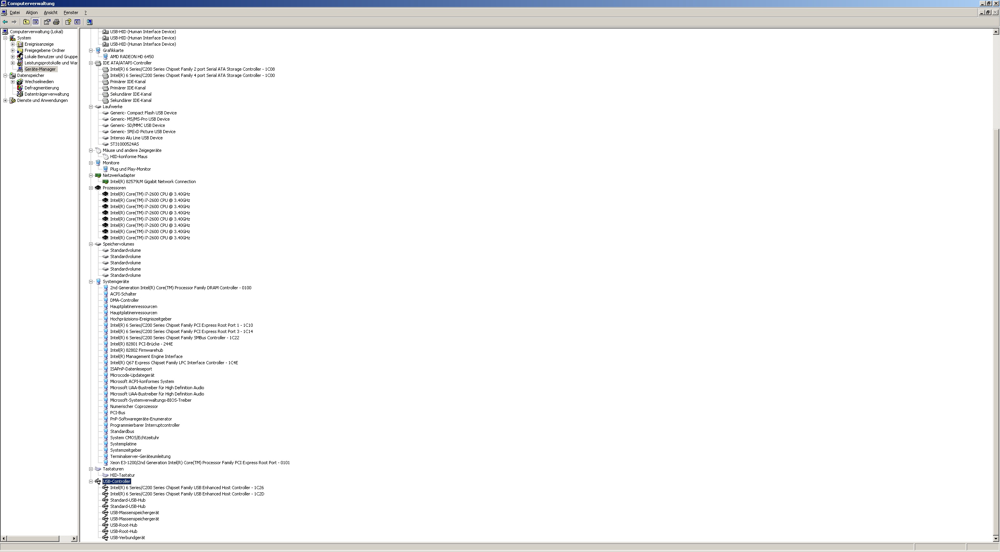 Computerverwaltung
Datei Aktion Ansicht Fenster ?
Computerverwaltung (Lokal)
System
Ereignisanzeige
Freigegebene Ordner
Lokale Benutzer und Gruppe
Leistungsprotokolle und War
Geräte-Manager
Datenspeicher
Wechselmedien
Defragmentierung
Datenträgerverwaltung
Dienste und Anwendungen
USB-HID (Human Interface Device)
USB-HID (Human Interface Device)
USB-HID (Human Interface Device)
Grafikkarte
AMD RADEON HD 6450
IDE ATA/ATAPI-Controller
Intel(R) 6 Series/C200 Series Chipset Family 2 port Serial ATA Storage Controller - 1C08
Intel(R) 6 Series/C200 Series Chipset Family 4 port Serial ATA Storage Controller - 1C00
Primärer IDE-Kanal
Primärer IDE-Kanal
Sekundärer IDE-Kanal
Sekundärer IDE-Kanal
Laufwerke
Generic- Compact Flash USB Device
Generic- MS/MS-Pro USB Device
Generic- SD/MMC USB Device
Generic- SM/xD Picture USB Device
Intenso Alu Line USB Device
ST31000524AS
Mäuse und andere Zeigegeräte
HID-konforme Maus
Monitore
Plug und Play-Monitor
Netzwerkadapter
Intel(R) 82579LM Gigabit Network Connection
Prozessoren
Intel(R) Core(TM) i7-2600 CPU @ 3.40GHz
Intel(R) Core(TM) i7-2600 CPU @ 3.40GHz
Intel(R) Core(TM) i7-2600 CPU @ 3.40GHz
Intel(R) Core(TM) i7-2600 CPU @ 3.40GHz
Intel(R) Core(TM) i7-2600 CPU @ 3.40GHz
Intel(R) Core(TM) i7-2600 CPU @ 3.40GHz
Intel(R) Core(TM) i7-2600 CPU @ 3.40GHz
Intel(R) Core(TM) i7-2600 CPU @ 3.40GHz
Speichervolumes
Standardvolume
Standardvolume
Standardvolume
Standardvolume
Standardvolume
Systemgeräte
2nd Generation Intel(R) Core(TM) Processor Family DRAM Controller - 0100
ACPI-Schalter
DMA-Controller
Hauptplatinenressourcen
Hauptplatinenressourcen
Hochpräzisions-Ereigniszeitgeber
Intel(R) 6 Series/C200 Series Chipset Family PCI Express Root Port 1 - 1C10
Intel(R) 6 Series/C200 Series Chipset Family PCI Express Root Port 3 - 1C14
Intel(R) 6 Series/C200 Series Chipset Family SMBus Controller - 1C22
Intel(R) 82801 PCI-Brücke - 244E
Intel(R) 82802 Firmwarehub
Intel(R) Management Engine Interface
Intel(R) Q67 Express Chipset Family LPC Interface Controller - 1C4E
ISAPnP-Datenleseport
Microcode-Updategerät
Microsoft ACPI-konformes System
Microsoft UAA-Bustreiber für High Definition Audio
Microsoft UAA-Bustreiber für High Definition Audio
Microsoft-Systemverwaltungs-BIOS-Treiber
Numerischer Coprozessor
PCI-Bus
PnP-Softwaregeräte-Enumerator
Programmierbarer Interruptcontroller
Standardbus
System CMOS/Echtzeituhr
Systemplatine
Systemzeitgeber
Terminalserver-Geräteumleitung
Xeon E3-1200/2nd Generation Intel(R) Core(TM) Processor Family PCI Express Root Port - 0101
Tastaturen
HID-Tastatur
USB-Controller
Intel(R) 6 Series/C200 Series Chipset Family USB Enhanced Host Controller - 1C26
Intel(R) 6 Series/C200 Series Chipset Family USB Enhanced Host Controller - 1C2D
Standard-USB-Hub
Standard-USB-Hub
USB-Massenspeichergerät
USB-Massenspeichergerät
USB-Root-Hub
USB-Root-Hub
USB-Verbundgerät